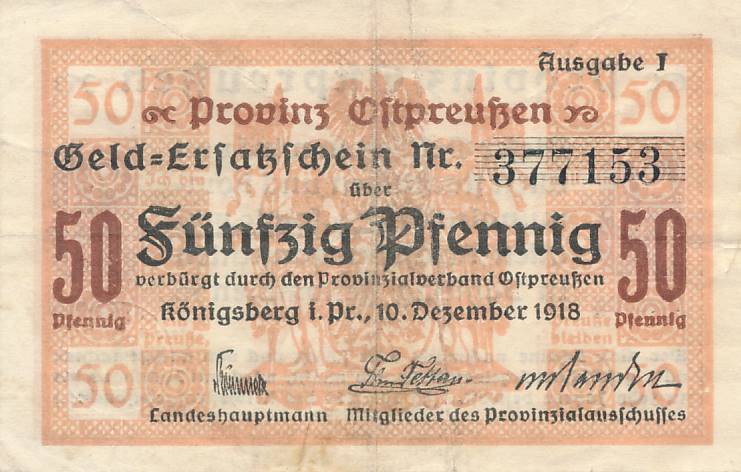 Ausgabe I
50 50
Provinz Ostpreußen
Geld=Ersatzschein Nr. 377153
über
50 Fünfzig Pfennig 50
verbürgt durch den Provinzialverband Ostpreußen
Pfennig Königsberg i. Pr., 10. Dezember 1918 Pfennig
bleiben
50 50
Landeshauptmann Mitglieder des Provinzialausschusses